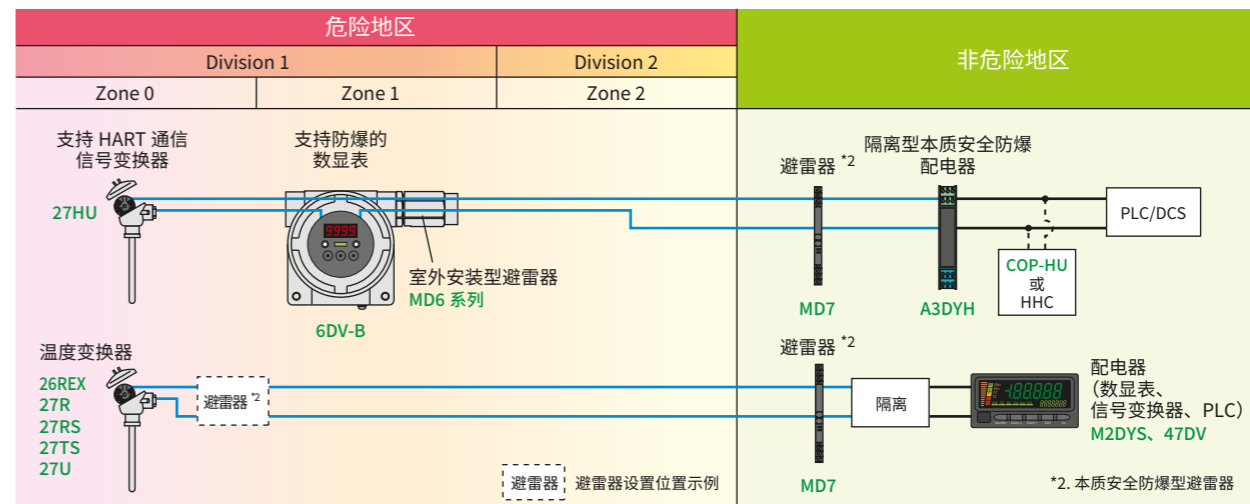 危险地区
非危险地区
Division 1
Division 2
Zone 0
Zone 1
Zone 2
支持 HART 通信
信号变换器
27HU
支持防爆的
数显表
9999
室外安装型避雷器
MD6 系列
6DV-B
避雷器 *2
MD7
隔离型本质安全防爆
配电器
A3DYH
PLC/DCS
COP-HU
或
HHC
温度变换器
26REX
27R
27RS
27TS
27U
避雷器 *2
避雷器 *2
MD7
隔离
配电器
（数显表、
信号变换器、PLC）
M2DYS、47DV
避雷器 避雷器设置位置示例
*2. 本质安全防爆型避雷器